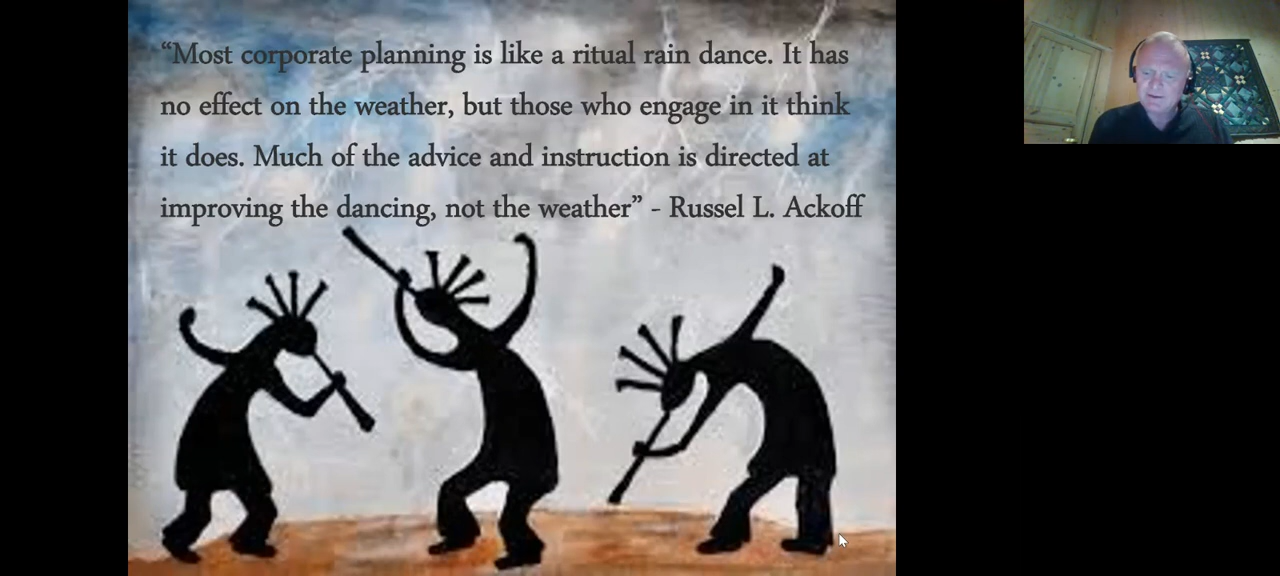 “Most corporate planning is like a ritual rain dance. It has
no effect on the weather, but those who engage in it think
it does. Much of the advice and instruction is directed at
improving the dancing, not the weather” - Russel L. Ackoff